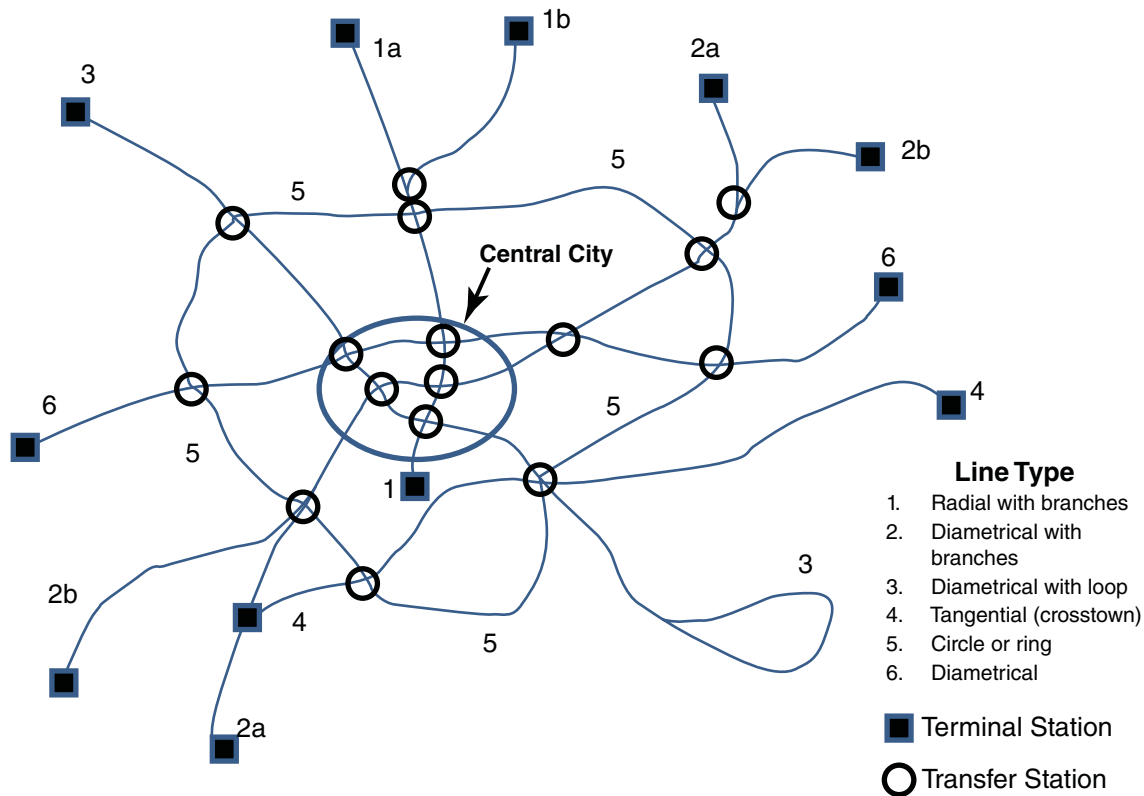 1b
1a
2a
3
2b
5
5
Central City
6
4
6
5
5
1
Line Type
1. Radial with branches
2. Diametrical with
branches
3. Diametrical with loop
4. Tangential (crosstown)
5. Circle or ring
6. Diametrical
3
2b
4
5
2a
Terminal Station
Transfer Station